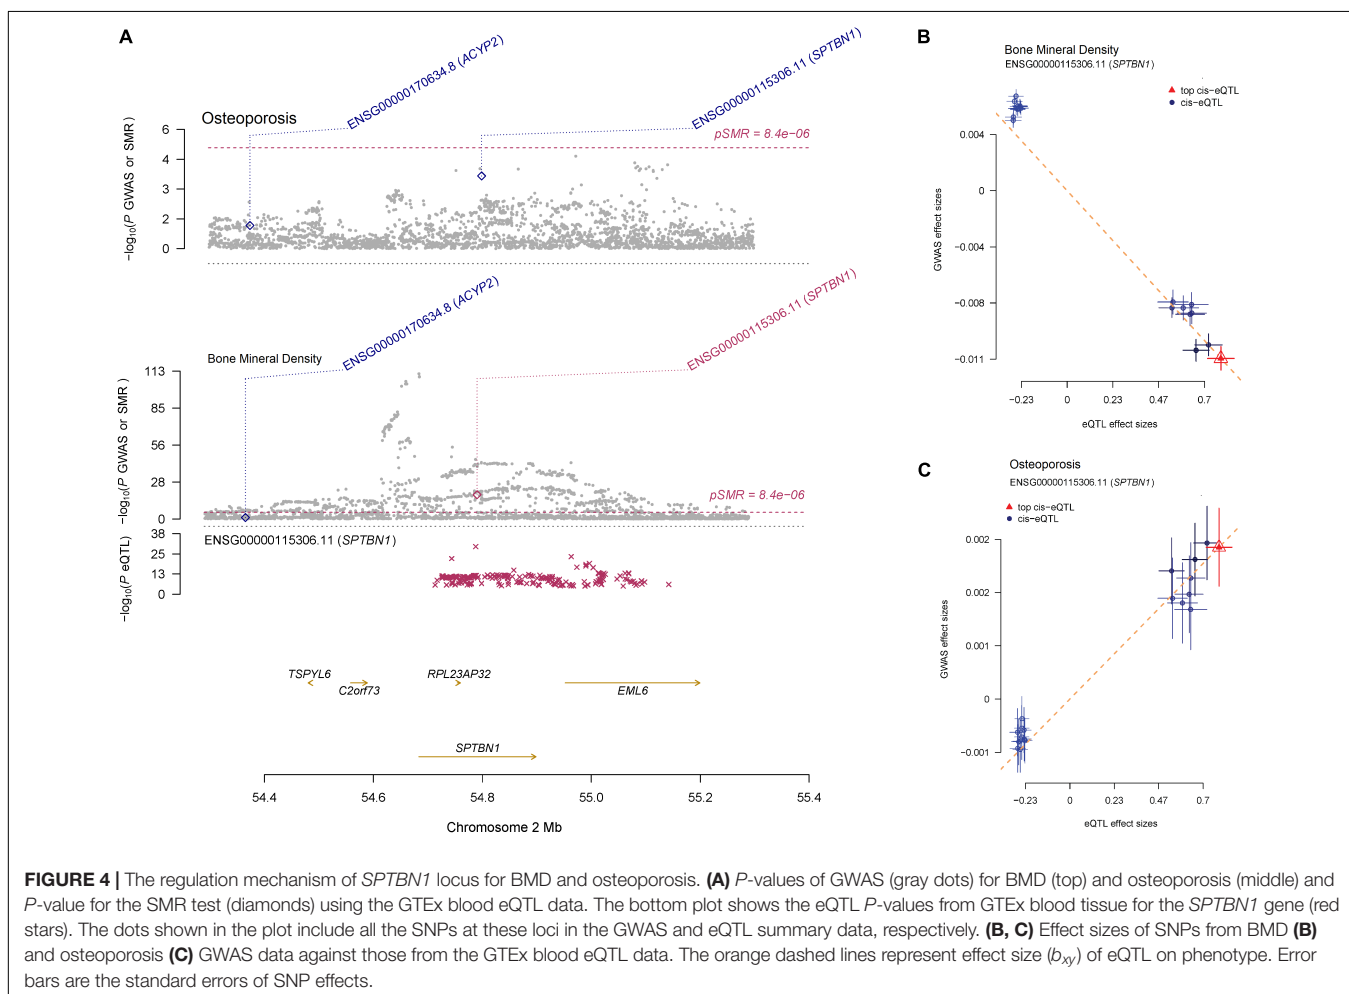 A
ENSG00000170634.8 (ACYP2)
ENSG00000115306.11 (SPTBN1)
Osteoporosis
pSMR = 8.4e−06
−log10(P GWAS or SMR)
6
4
3
2
0
ENSG00000170634.8 (ACYP2)
ENSG00000115306.11 (SPTBN1)
Bone Mineral Density
pSMR = 8.4e−06
−log10(P GWAS or SMR )
113
85
56
28
0
ENSG00000115306.11 (SPTBN1)
−log10(P eQTL)
38
25
13
0
TSPYL6
C2orf73
RPL23AP32
EML6
SPTBN1
54.4 54.6 54.8 55.0 55.2 55.4
Chromosome 2 Mb
B
Bone Mineral Density
ENSG00000115306.11 (SPTBN1)
top cis−eQTL
cis−eQTL
GWAS effect sizes
0.004
0
−0.004
−0.008
−0.011
−0.23 0 0.23 0.47 0.7
eQTL effect sizes
C
Osteoporosis
ENSG00000115306.11 (SPTBN1)
top cis−eQTL
cis−eQTL
GWAS effect sizes
0.002
0.002
0.001
0
−0.001
−0.23 0 0.23 0.47 0.7
eQTL effect sizes
FIGURE 4 | The regulation mechanism of SPTBN1 locus for BMD and osteoporosis. (A) P-values of GWAS (gray dots) for BMD (top) and osteoporosis (middle) and
P-value for the SMR test (diamonds) using the GTEx blood eQTL data. The bottom plot shows the eQTL P-values from GTEx blood tissue for the SPTBN1 gene (red
stars). The dots shown in the plot include all the SNPs at these loci in the GWAS and eQTL summary data, respectively. (B, C) Effect sizes of SNPs from BMD (B)
and osteoporosis (C) GWAS data against those from the GTEx blood eQTL data. The orange dashed lines represent effect size (bxy) of eQTL on phenotype. Error
bars are the standard errors of SNP effects.